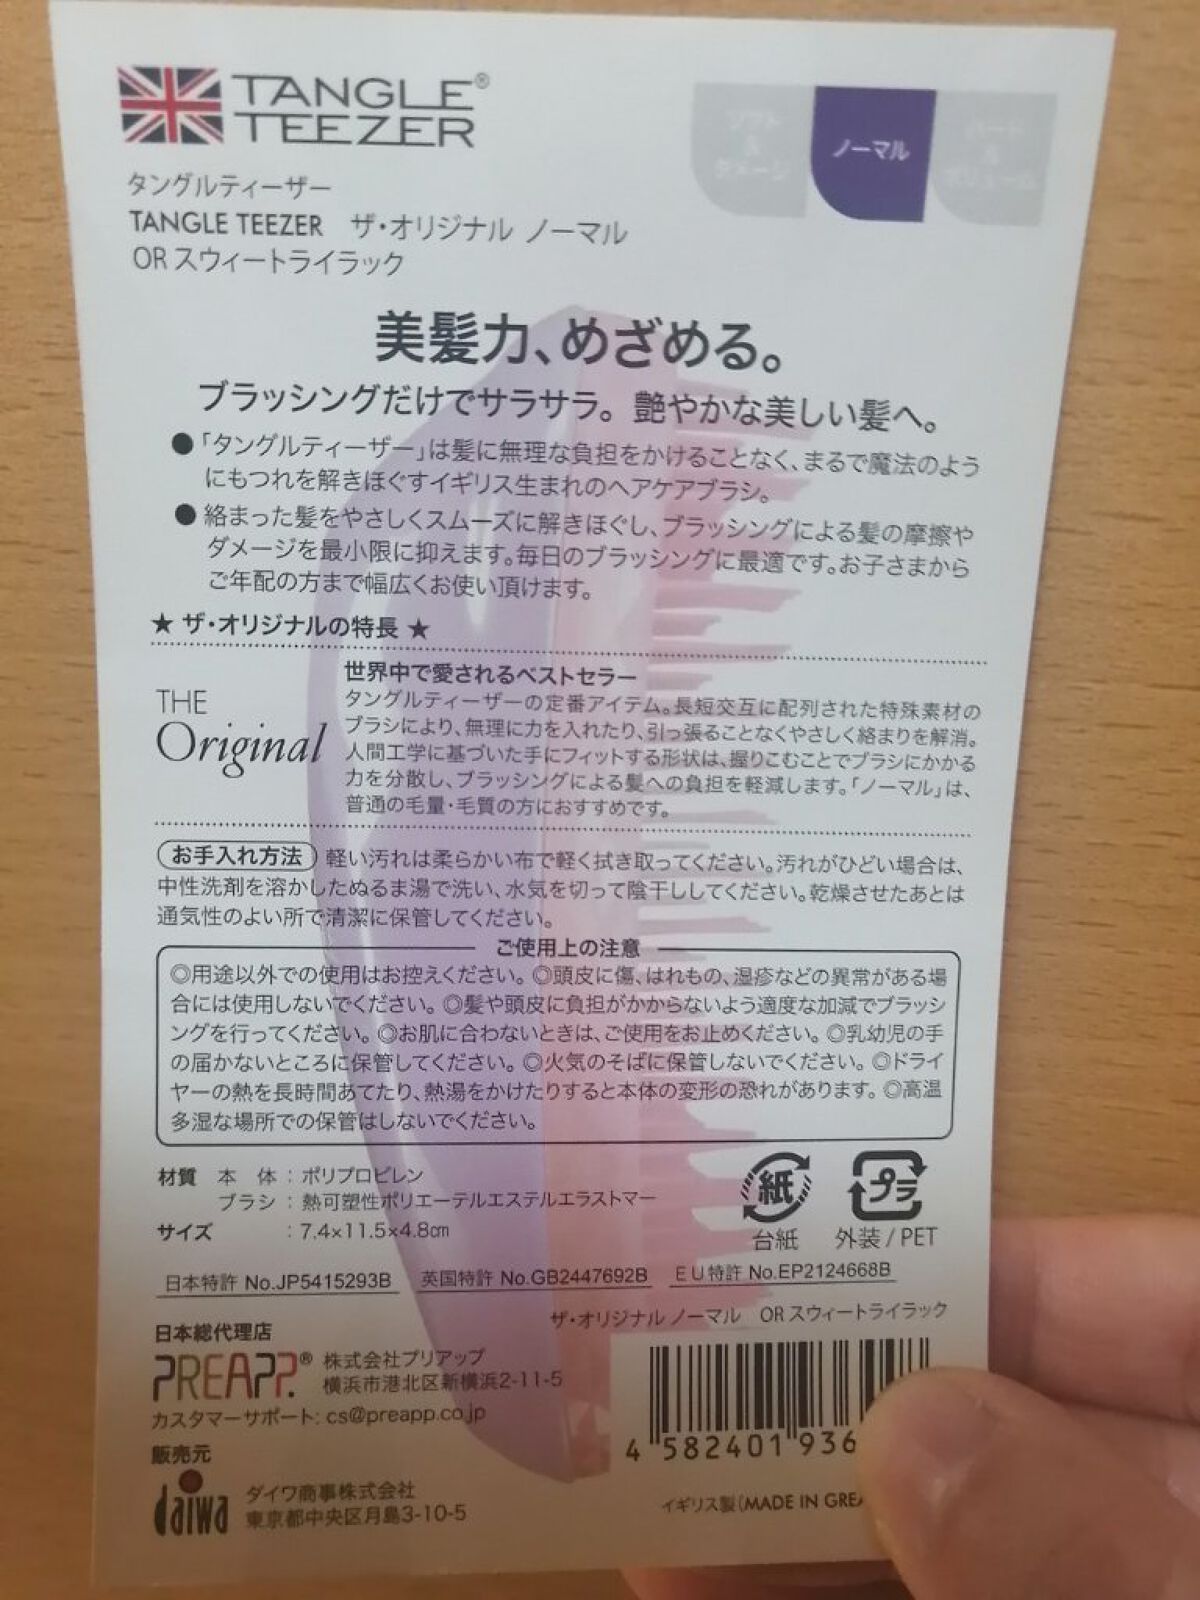 TANGLE®
TEEZER
ソフト
&
ダメージ
ノーマル
ハード
&
ボリューム
タングルティーザー
TANGLE TEEZER ザ・オリジナル ノーマル
OR スウィートライラック
美髪力、めざめる。
ブラッシングだけでサラサラ。艶やかな美しい髪へ。
●「タングルティーザー」は髪に無理な負担をかけることなく、まるで魔法のよう
にもつれを解きほぐすイギリス生まれのヘアケアブラシ。
●絡まった髪をやさしくスムーズに解きほぐし、ブラッシングによる髪の摩擦や
ダメージを最小限に抑えます。毎日のブラッシングに最適です。お子さまから
ご年配の方まで幅広くお使い頂けます。
★ ザ・オリジナルの特長 ★
THE
Original
世界中で愛されるベストセラー
タングルティーザーの定番アイテム。長短交互に配列された特殊素材の
ブラシにより、無理に力を入れたり、引っ張ることなくやさしく絡まりを解消。
人間工学に基づいた手にフィットする形状は、握りこむことでブラシにかかる
力を分散し、ブラッシングによる髪への負担を軽減します。「ノーマル」は、
普通の毛量・毛質の方におすすめです。
お手入れ方法 軽い汚れは柔らかい布で軽く拭き取ってください。汚れがひどい場合は、
中性洗剤を溶かしたぬるま湯で洗い、水気を切って陰干ししてください。乾燥させたあとは
通気性のよい所で清潔に保管してください。
ご使用上の注意
◎用途以外での使用はお控えください。◎頭皮に傷、はれもの、湿疹などの異常がある場
合には使用しないでください。◎髪や頭皮に負担がかからないよう適度な加減でブラッシ
ングを行ってください。◎お肌に合わないときは、ご使用をお止めください。◎乳幼児の手
の届かないところに保管してください。◎火気のそばに保管しないでください。◎ドライ
ヤーの熱を長時間あてたり、熱湯をかけたりすると本体の変形の恐れがあります。◎高温
多湿な場所での保管はしないでください。
材質 本 体：ポリプロピレン
ブラシ：熱可塑性ポリエーテルエステルエラストマー
サイズ ：7.4×11.5×4.8cm
紙
台紙
プラ
外装/PET
日本特許 No.JP5415293B 英国特許 No.GB2447692B EU特許 No.EP2124668B
ザ・オリジナル ノーマル OR スウィートライラック
日本総代理店
PREAPP.® 株式会社プリアップ
横浜市港北区新横浜2-11-5
カスタマーサポート: cs@preapp.co.jp
4 582401 936
販売元
daiwa ダイワ商事株式会社
東京都中央区月島3-10-5
イギリス製(MADE IN GREA